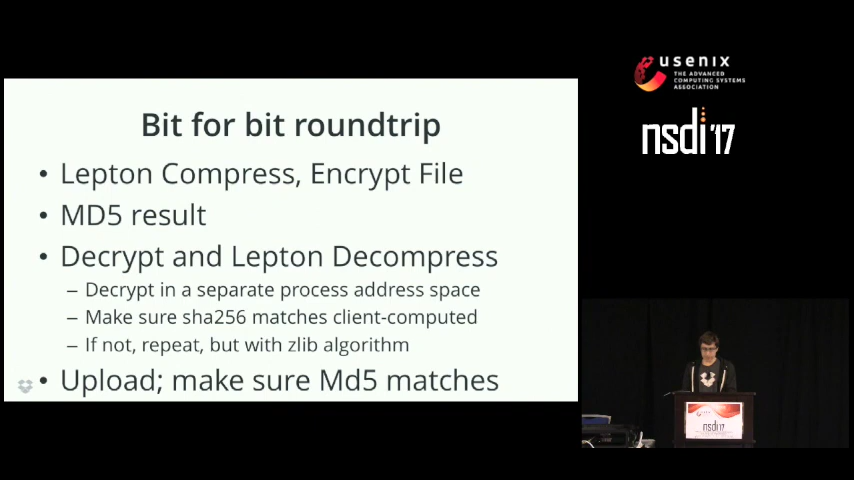 Bit for bit roundtrip
• Lepton Compress, Encrypt File
• MD5 result
• Decrypt and Lepton Decompress
– Decrypt in a separate process address space
– Make sure sha256 matches client-computed
– If not, repeat, but with zlib algorithm
• Upload; make sure Md5 matches
usenix
THE ADVANCED
COMPUTING SYSTEMS
ASSOCIATION
nsdi '17
nsdi'17